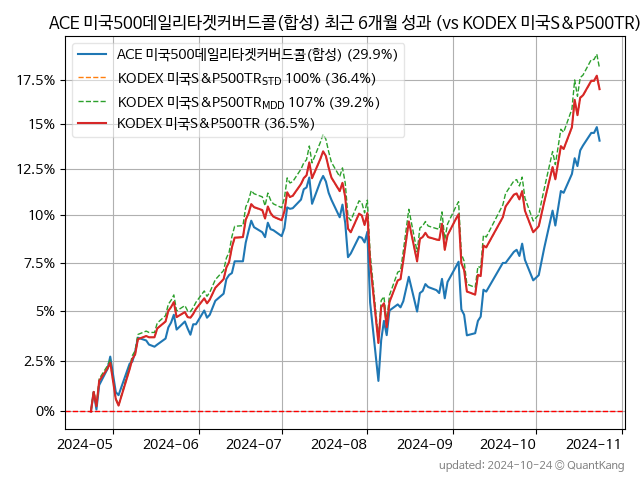 ACE 미국500데일리타겟커버드콜(합성) 최근 6개월 성과 (vs KODEX 미국S&P500TR)
ACE 미국500데일리타겟커버드콜(합성) (29.9%)
KODEX 미국S&P500TR_STD 100% (36.4%)
KODEX 미국S&P500TR_MDD 107% (39.2%)
KODEX 미국S&P500TR (36.5%)
17.5%
15%
12.5%
10%
7.5%
5%
2.5%
0%
2024-05 2024-06 2024-07 2024-08 2024-09 2024-10 2024-11
updated: 2024-10-24 © QuantKang